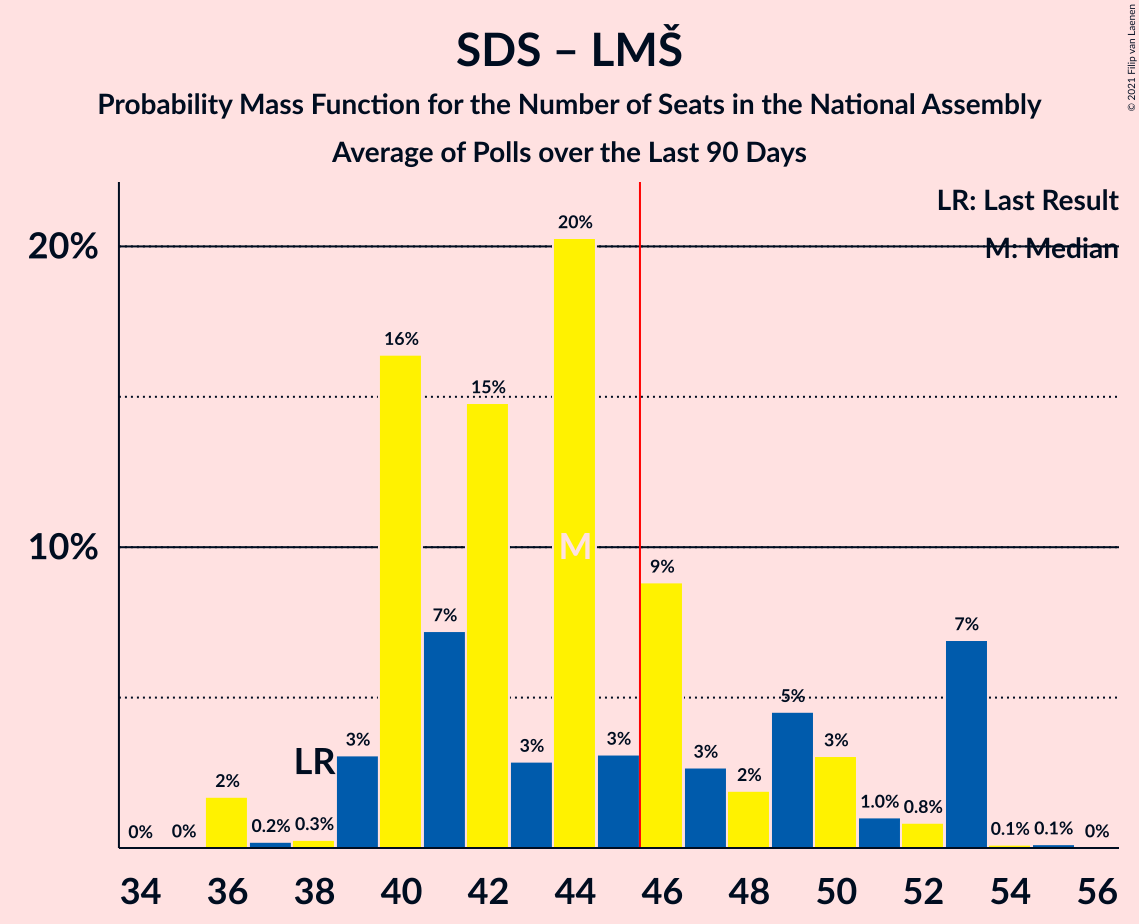 SDS – LMŠ
Probability Mass Function for the Number of Seats in the National Assembly
Average of Polls over the Last 90 Days
© 2021 Filip van Laenen
LR: Last Result
M: Median
20%
10%
0% 0% 2% 0.2% 0.3% 3% 16% 7% 15% 3% 20% 3% 9% 3% 2% 5% 3% 1.0% 0.8% 7% 0.1% 0.1% 0%
LR
M
34 36 38 40 42 44 46 48 50 52 54 56